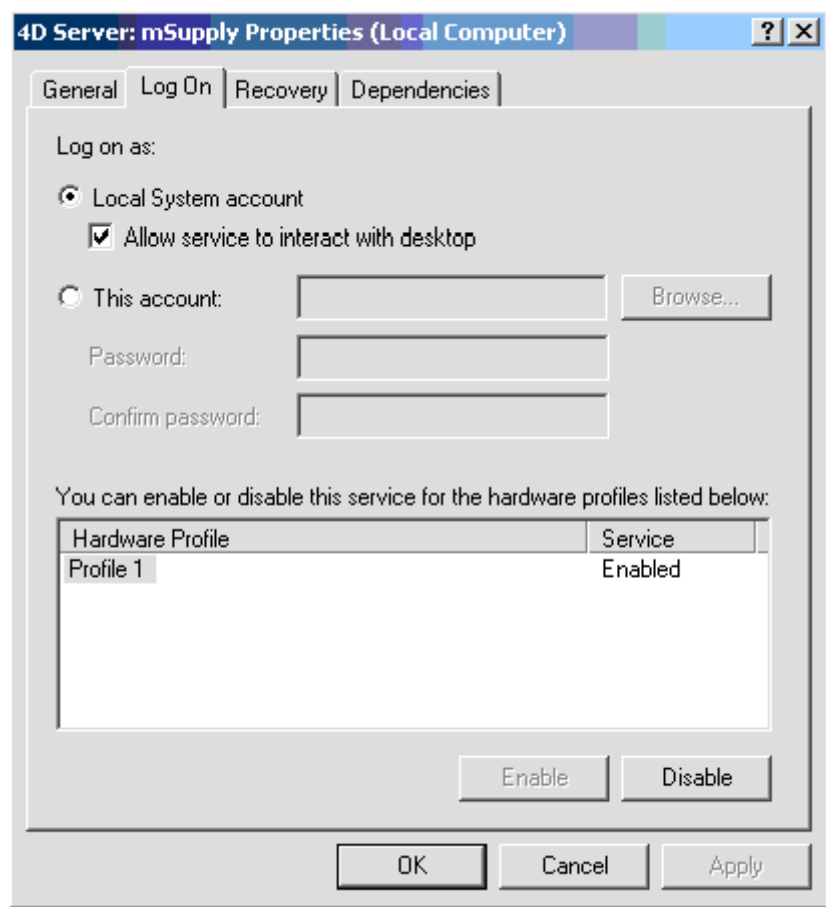 4D Server: mSupply Properties (Local Computer)
General Log On Recovery Dependencies
Log on as:
Local System account
Allow service to interact with desktop
This account: Browse...
Password:
Confirm password:
You can enable or disable this service for the hardware profiles listed below:
Hardware Profile Service
Profile 1 Enabled
Enable Disable
OK Cancel Apply